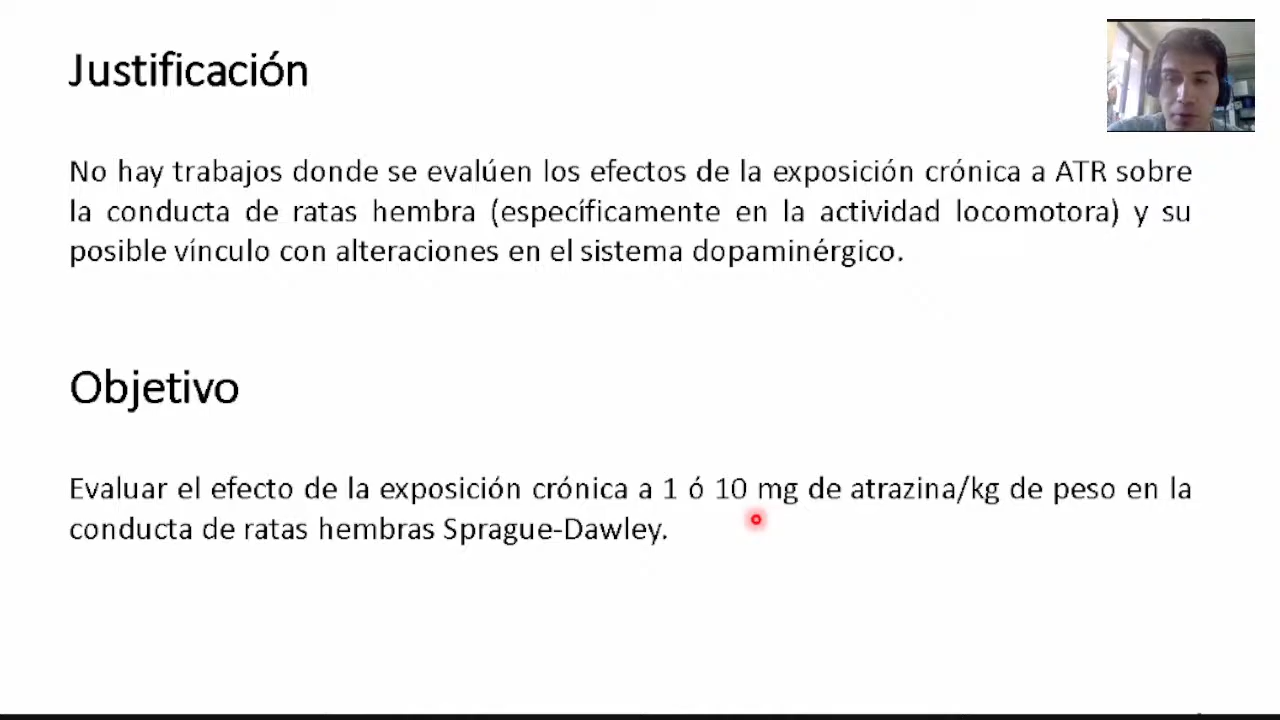 Justificación
No hay trabajos donde se evalúen los efectos de la exposición crónica a ATR sobre
la conducta de ratas hembra (específicamente en la actividad locomotora) y su
posible vínculo con alteraciones en el sistema dopaminérgico.
Objetivo
Evaluar el efecto de la exposición crónica a 1 ó 10 mg de atrazina/kg de peso en la
conducta de ratas hembras Sprague-Dawley.